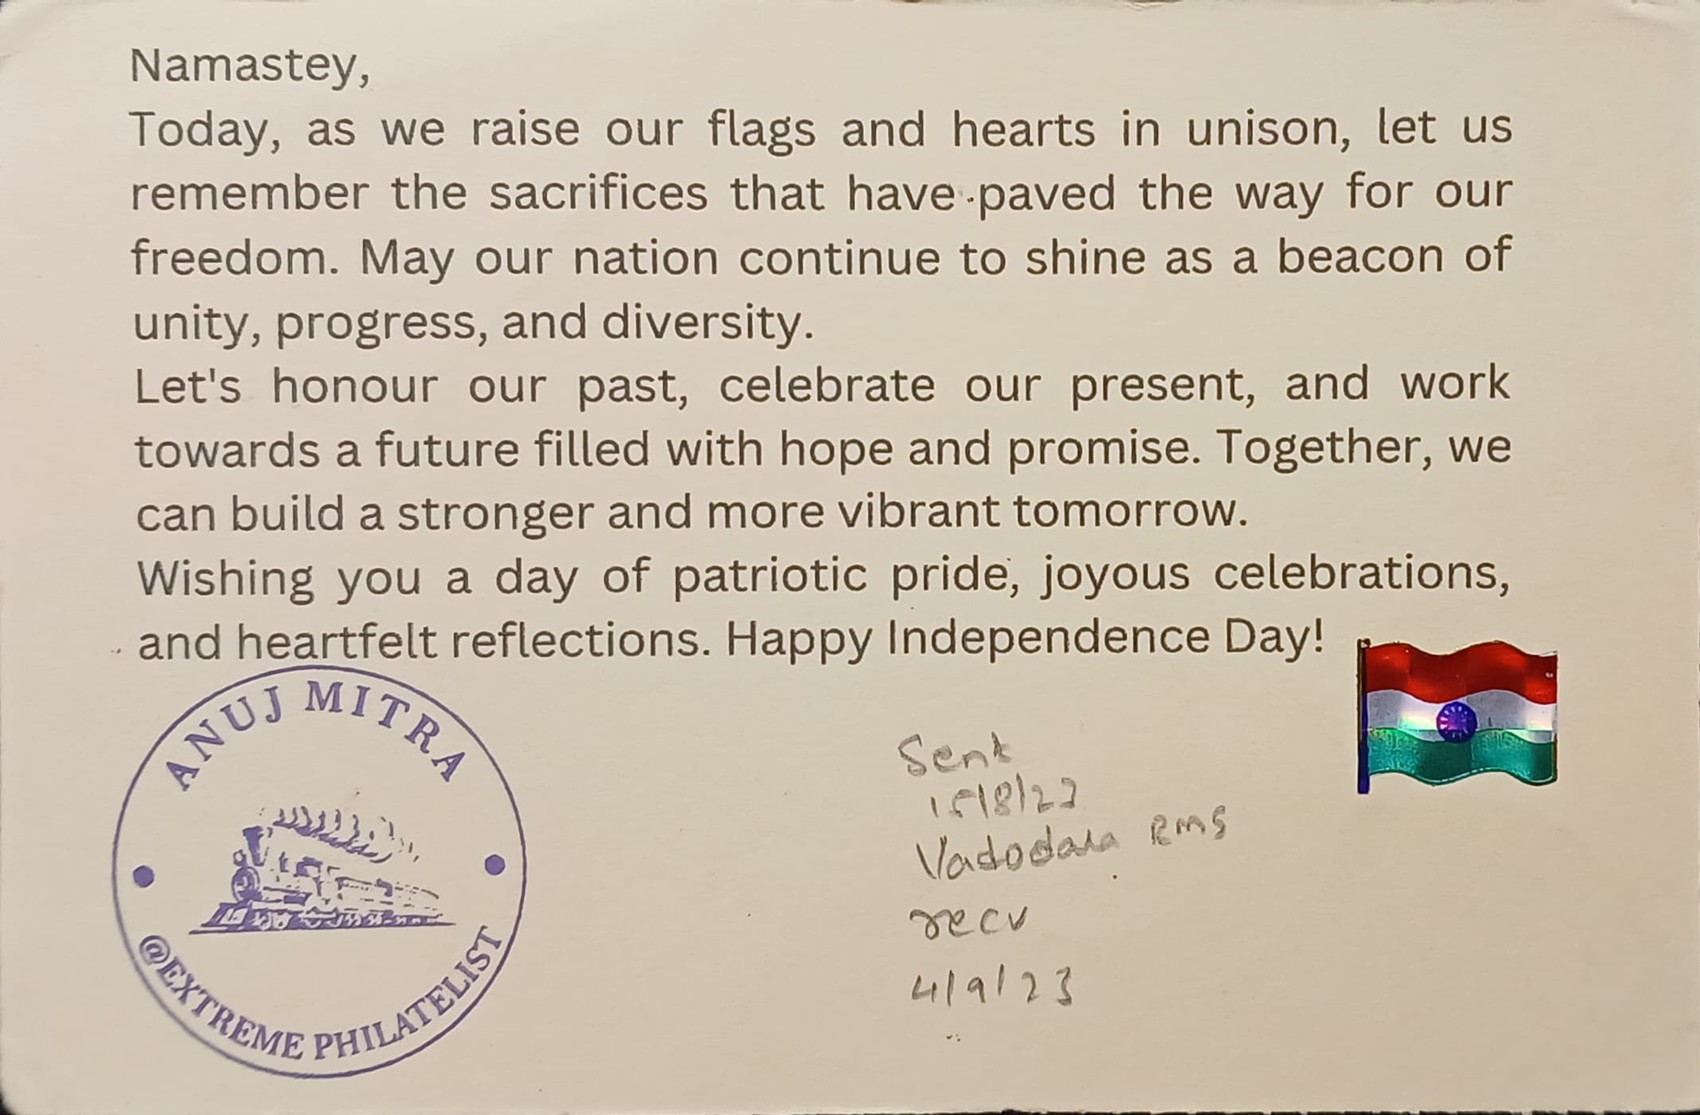 Namastey,
Today, as we raise our flags and hearts in unison, let us
remember the sacrifices that have paved the way for our
freedom. May our nation continue to shine as a beacon of
unity, progress, and diversity.
Let's honour our past, celebrate our present, and work
towards a future filled with hope and promise. Together, we
can build a stronger and more vibrant tomorrow.
Wishing you a day of patriotic pride, joyous celebrations,
and heartfelt reflections. Happy Independence Day!
ANUJ MITRA
@EXTREME PHILATELIST
Sent
15/8/23
Vadodara RMS
recv
4/9/23